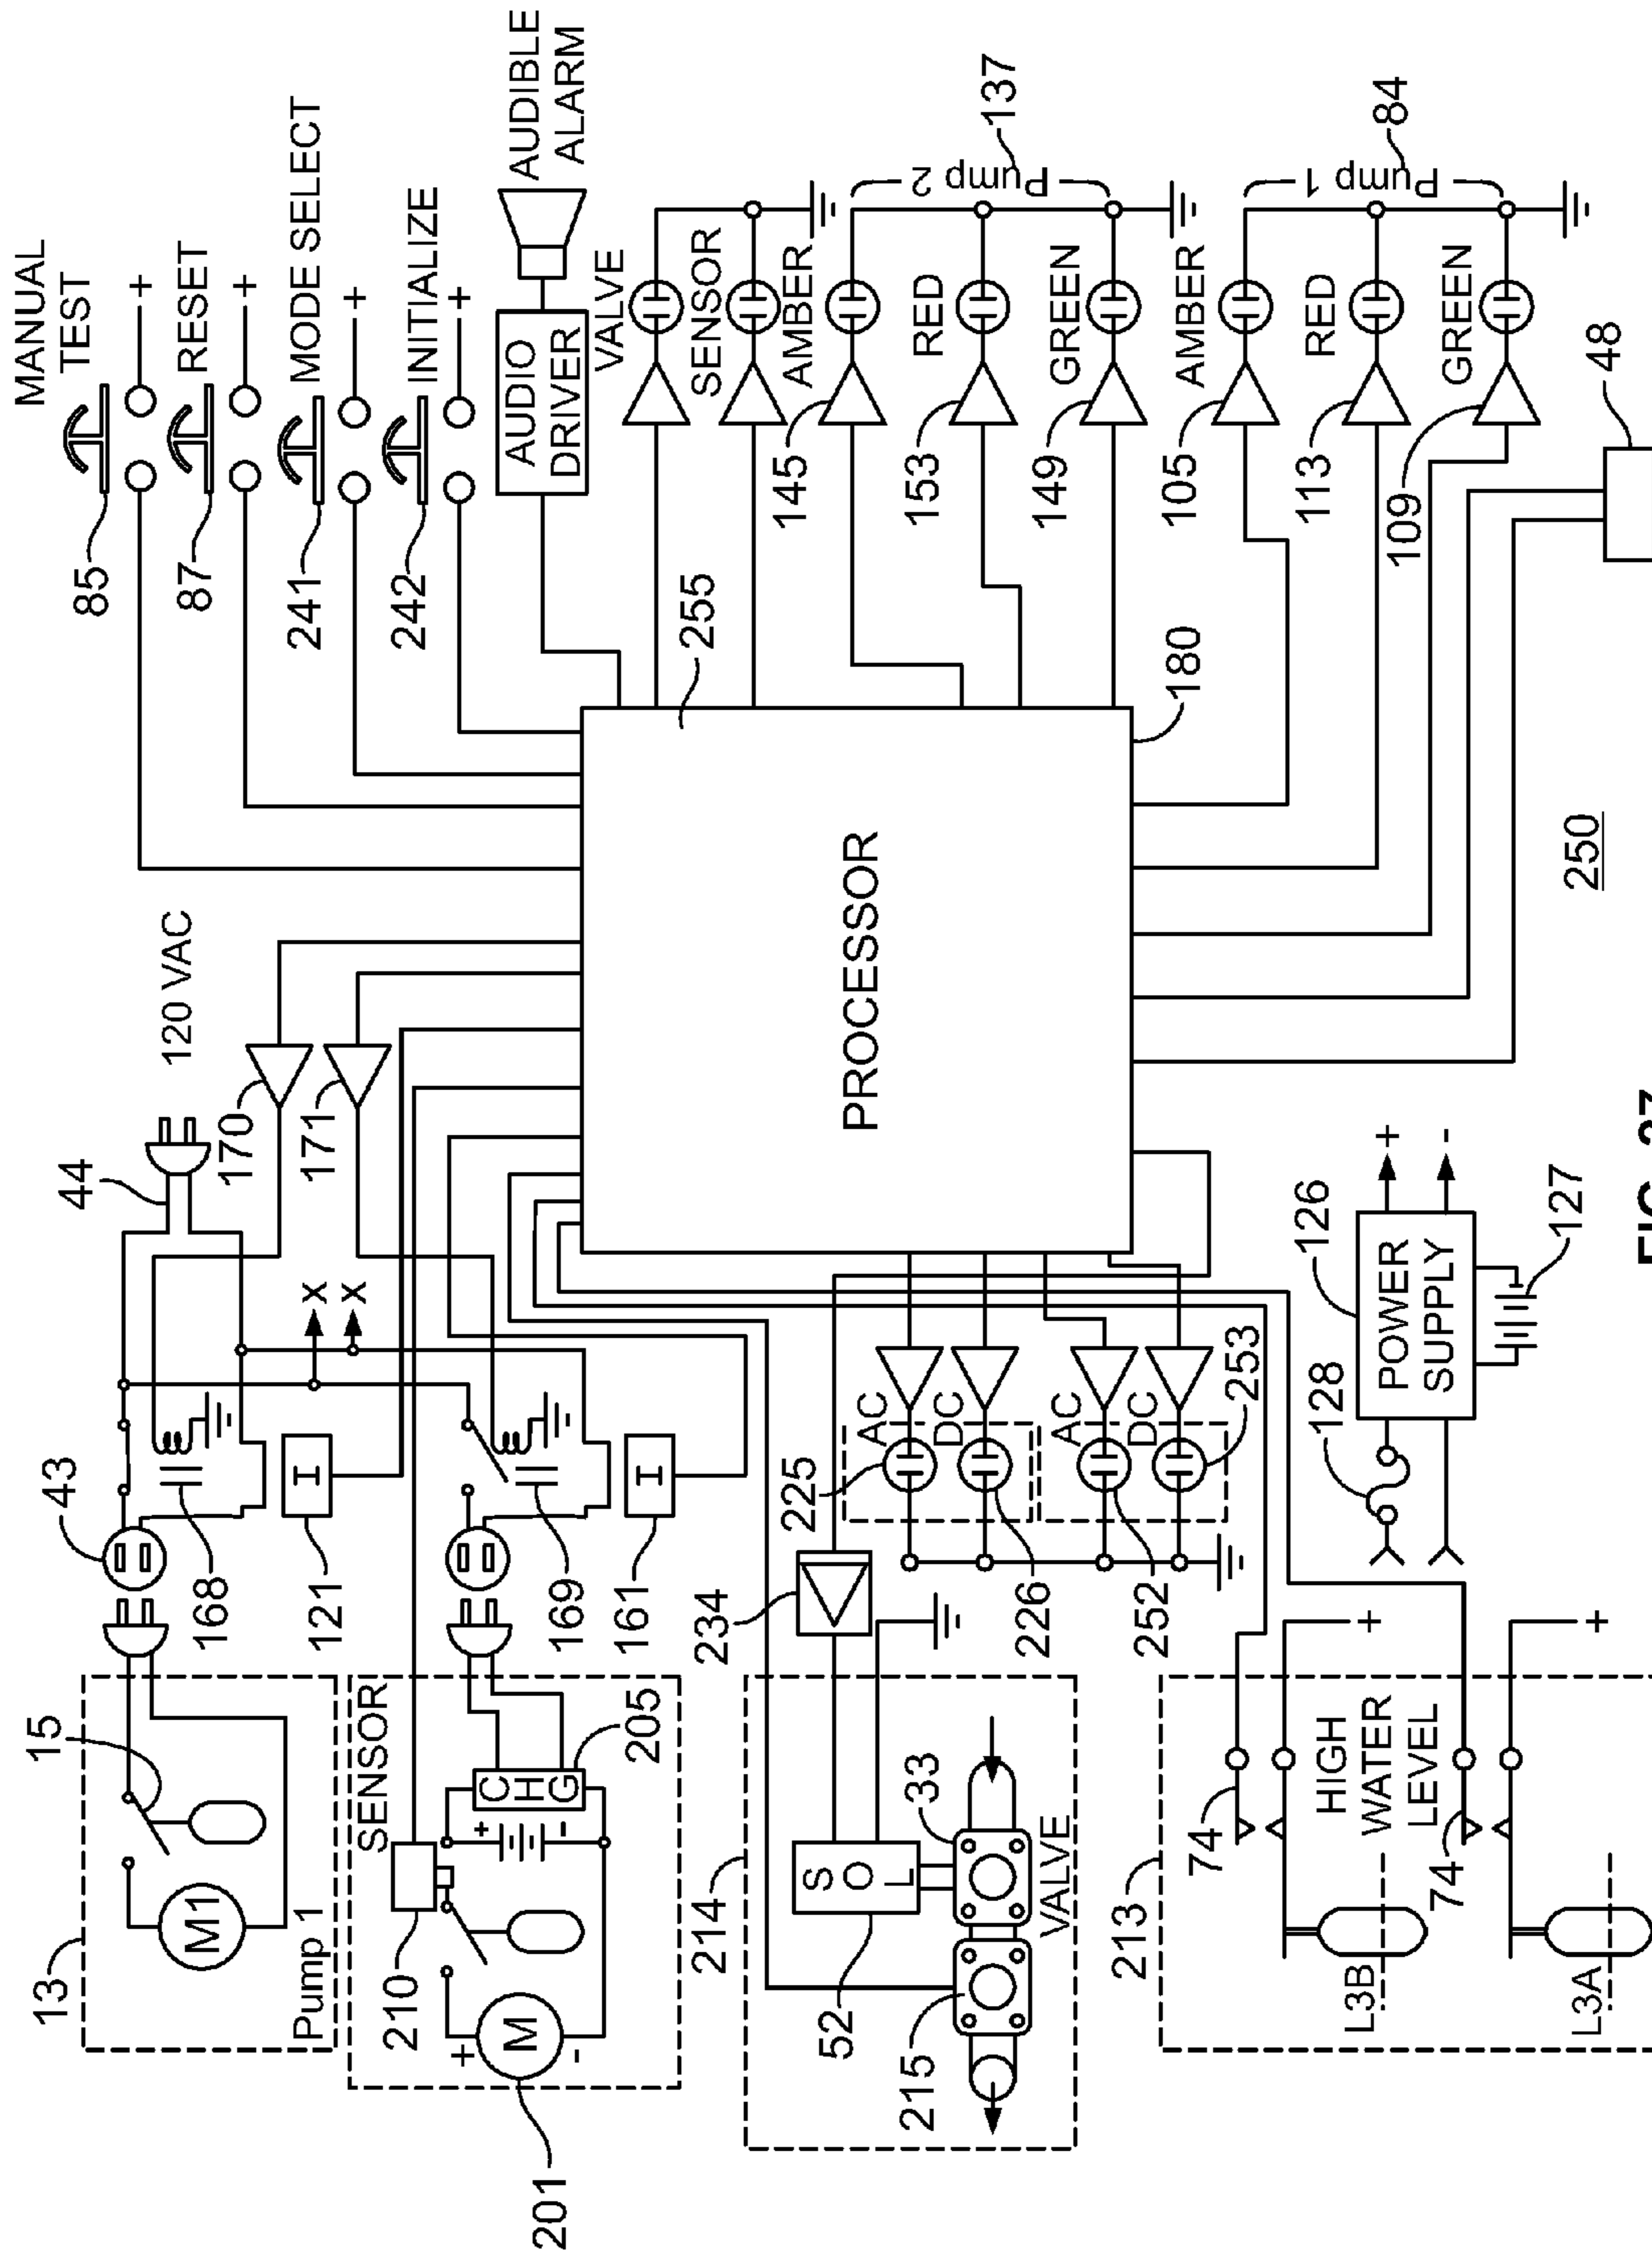 MANUAL
TEST
+
85
RESET
+
87
MODE SELECT
+
241
INITIALIZE
+
242
AUDIO
DRIVER
AUDIBLE
ALARM
VALVE
SENSOR
AMBER
145
RED
153
GREEN
149
Pump 2
137
AMBER
105
RED
113
GREEN
109
Pump 1
84
48
120 VAC
44
170
171
X
X
43
168
121
I
169
161
I
PROCESSOR
255
180
13
15
M1
Pump 1
SENSOR
210
+
M
-
201
+
-
C
H
G
205
214
234
S
O
L
52
33
215
VALVE
225
AC
DC
226
AC
DC
252
253
213
74
+
HIGH
WATER
LEVEL
74
+
L3B
L3A
126
POWER
SUPPLY
+
-
127
128
250